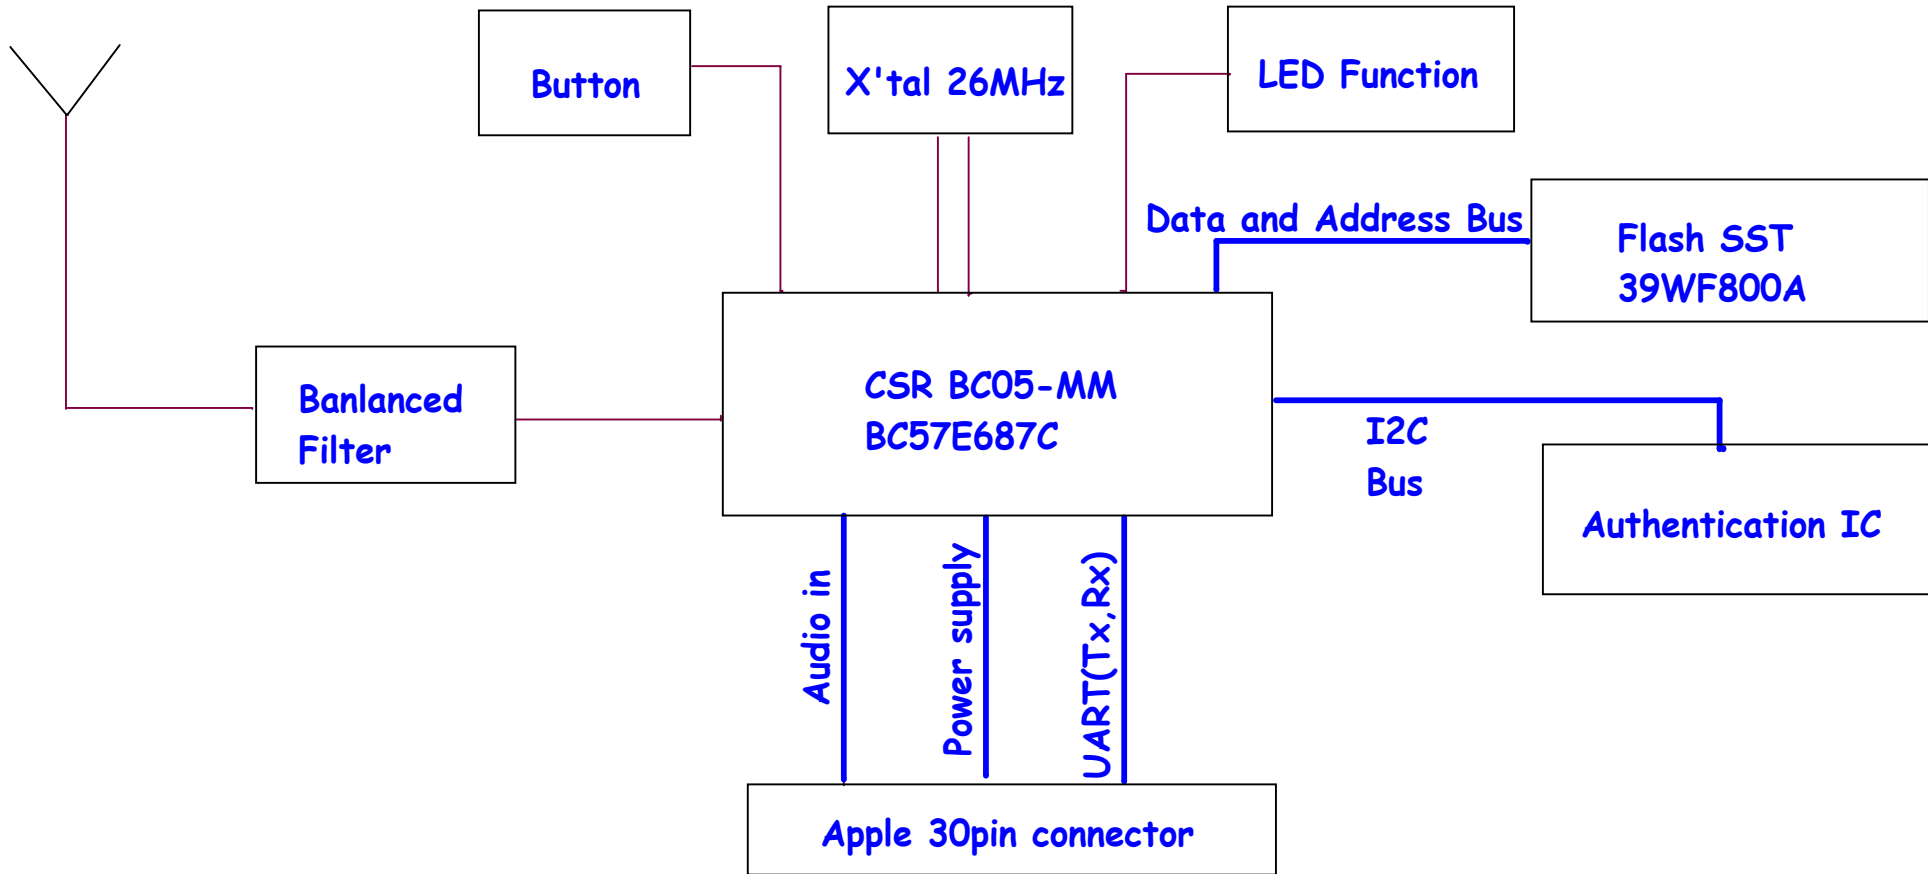 Button
X'tal 26MHz
LED Function
Data and Address Bus
Flash SST
39WF800A
Banlanced
Filter
CSR BC05-MM
BC57E687C
I2C
Bus
Authentication IC
Audio in
Power supply
UART(Tx,Rx)
Apple 30pin connector